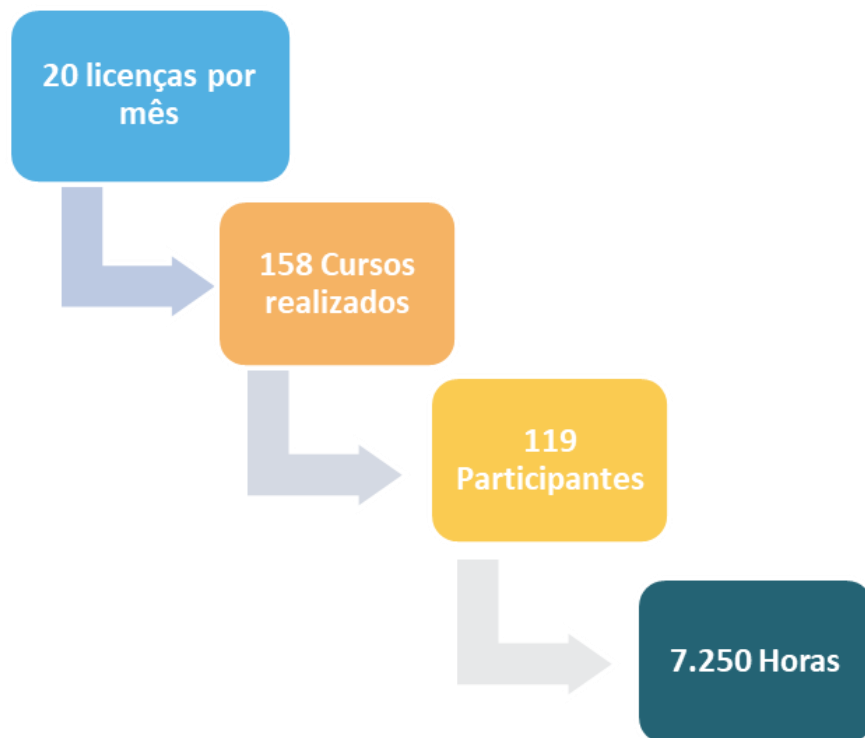 20 licenças por
mês
158 Cursos
realizados
119
Participantes
7.250 Horas